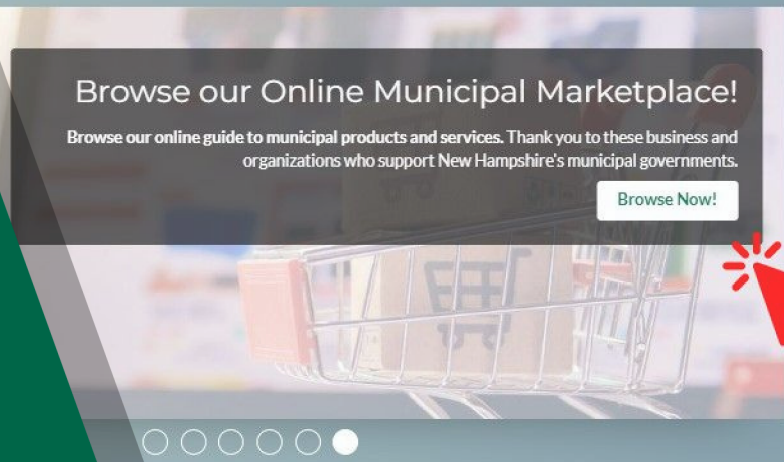 Browse our Online Municipal Marketplace!
Browse our online guide to municipal products and services. Thank you to these business and
organizations who support New Hampshire's municipal governments.
Browse Now!